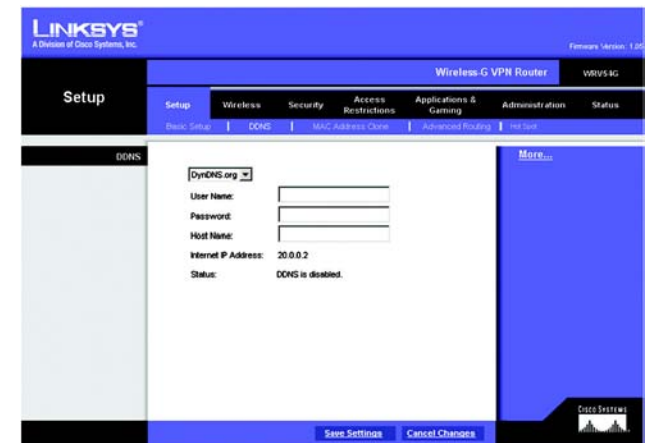 LINKSYS®
A Division of Cisco Systems, Inc.
Firmware Version: 1.05
Wireless-G VPN Router WRV54G
Setup
Setup Wireless Security Access Restrictions Applications & Gaming Administration Status
Basic Setup | DDNS | MAC Address Clone | Advanced Routing | Hot Spot
DDNS
More...
DynDNS.org
User Name:
Password:
Host Name:
Internet IP Address: 20.0.0.2
Status: DDNS is disabled.
Save Settings Cancel Changes
CISCO SYSTEMS